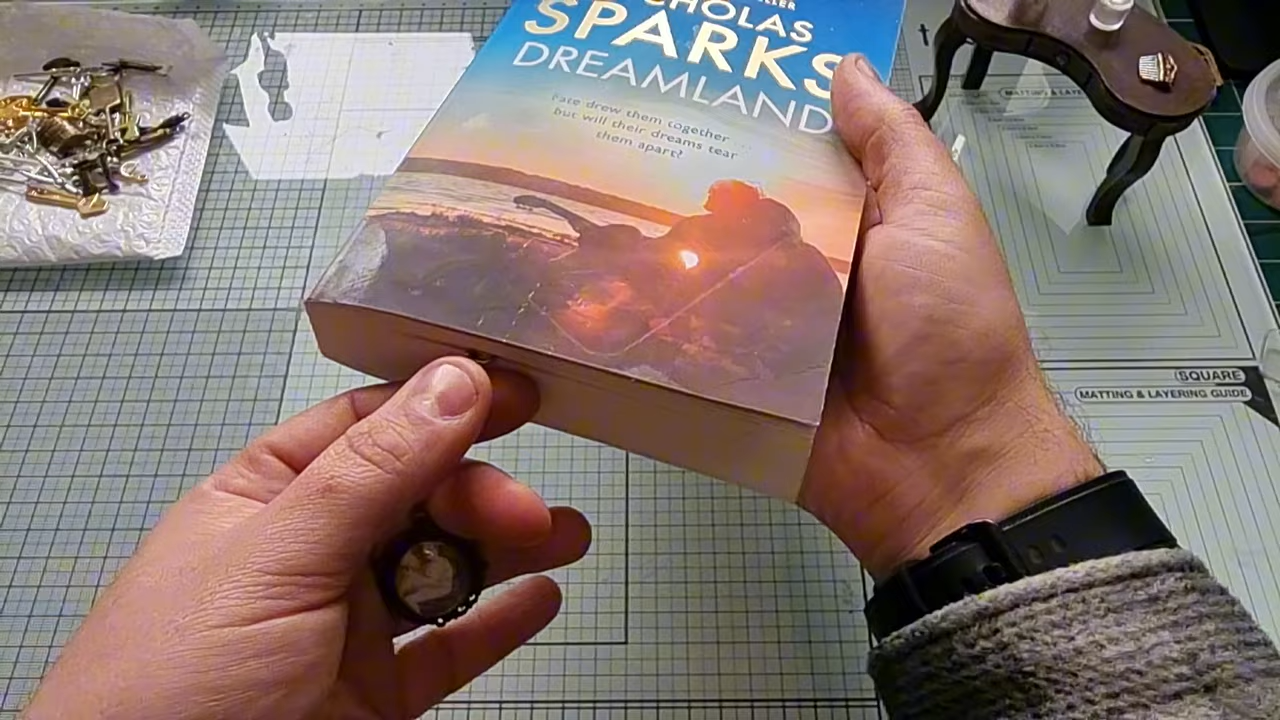 SPARKS
DREAMLAND
Fate drew them together
but will their dreams tear
them apart?
SQUARE
MATTING & LAYERING GUIDE